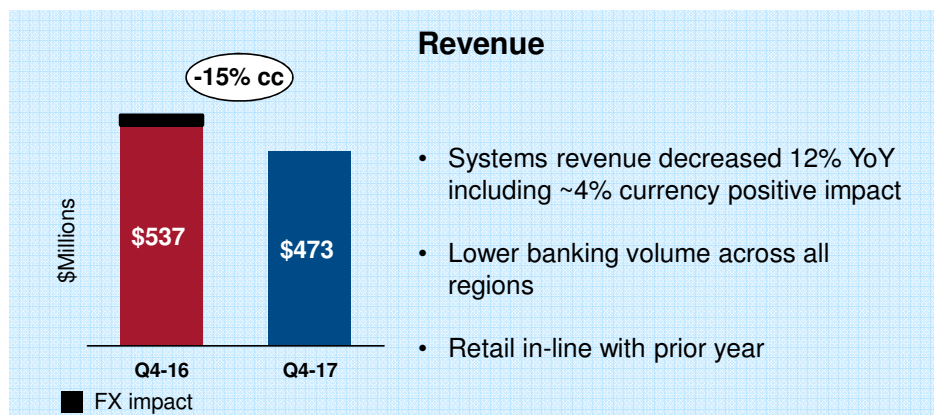 Revenue
-15% cc
$Millions
$537
$473
Q4-16
Q4-17
FX impact
• Systems revenue decreased 12% YoY
including ~4% currency positive impact
• Lower banking volume across all
regions
• Retail in-line with prior year